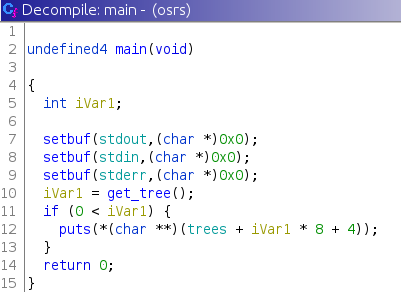 Decompile: main - (osrs)
1
2 undefined4 main(void)
3
4 {
5 int iVar1;
6
7 setbuf(stdout,(char *)0x0);
8 setbuf(stdin,(char *)0x0);
9 setbuf(stderr,(char *)0x0);
10 iVar1 = get_tree();
11 if (0 < iVar1) {
12 puts(*(char **)(trees + iVar1 * 8 + 4));
13 }
14 return 0;
15 }